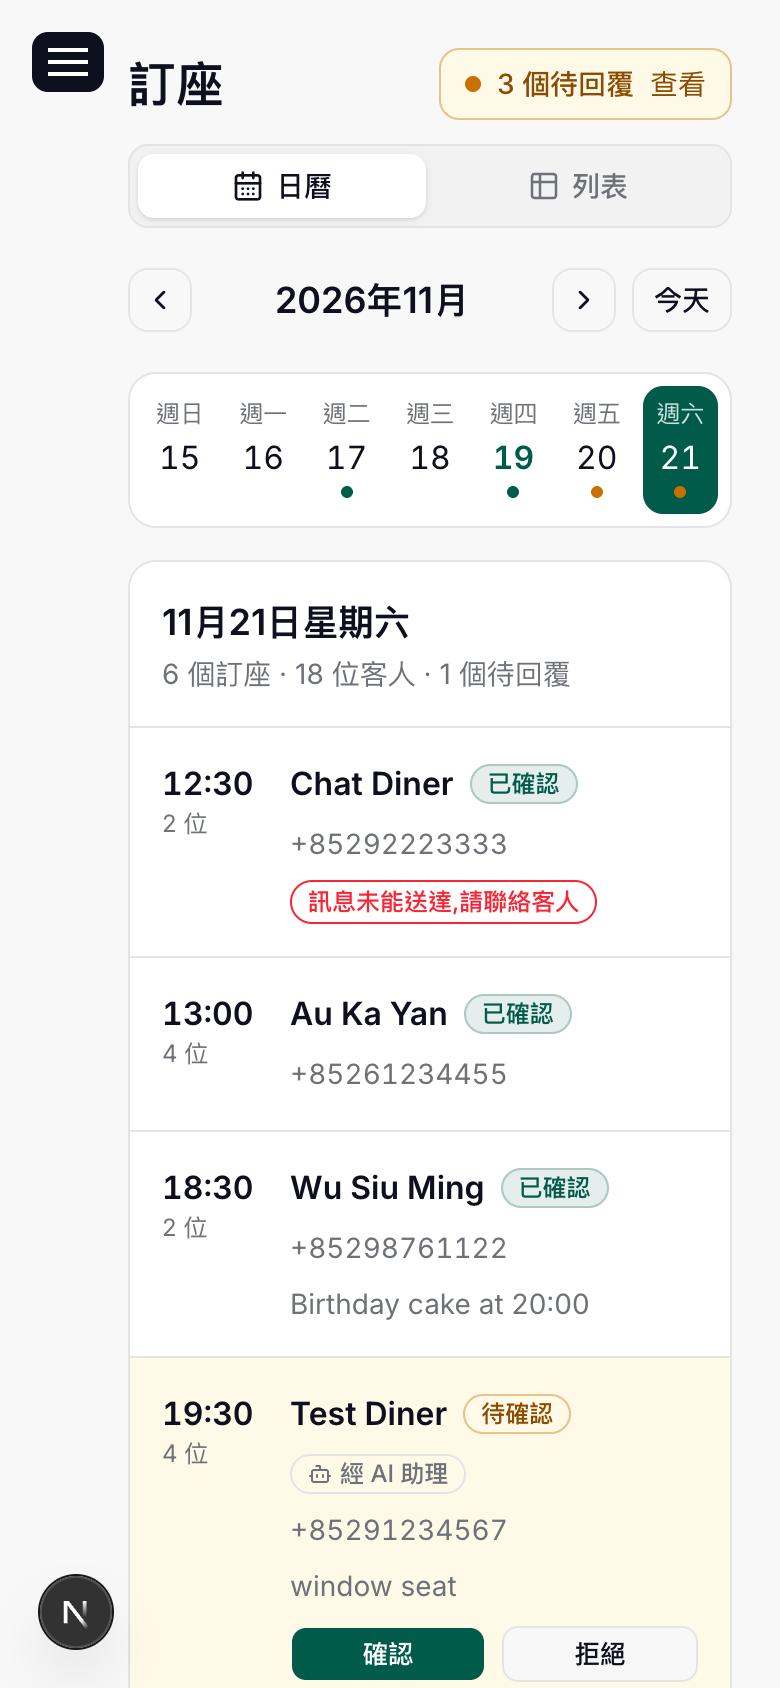 訂座
3 個待回覆 查看
日曆 列表
2026年11月 今天
週日 週一 週二 週三 週四 週五 週六
15 16 17 18 19 20 21
11月21日星期六
6 個訂座 · 18 位客人 · 1 個待回覆
12:30 Chat Diner 已確認
2 位
+85292223333
訊息未能送達,請聯絡客人
13:00 Au Ka Yan 已確認
4 位
+85261234455
18:30 Wu Siu Ming 已確認
2 位
+85298761122
Birthday cake at 20:00
19:30 Test Diner 待確認
4 位
經 AI 助理
+85291234567
window seat
N
確認 拒絕